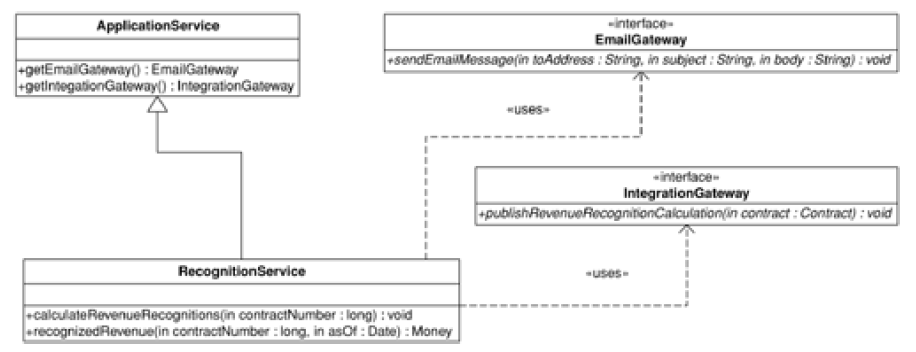 ApplicationService
+getEmailGateway() : EmailGateway
+getIntegationGateway() : IntegrationGateway
«interface»
EmailGateway
+sendEmailMessage(in toAddress : String, in subject : String, in body : String) : void
«uses»
«interface»
IntegrationGateway
+publishRevenueRecognitionCalculation(in contract : Contract) : void
«uses»
RecognitionService
+calculateRevenueRecognitions(in contractNumber : long) : void
+recognizedRevenue(in contractNumber : long, in asOf : Date) : Money